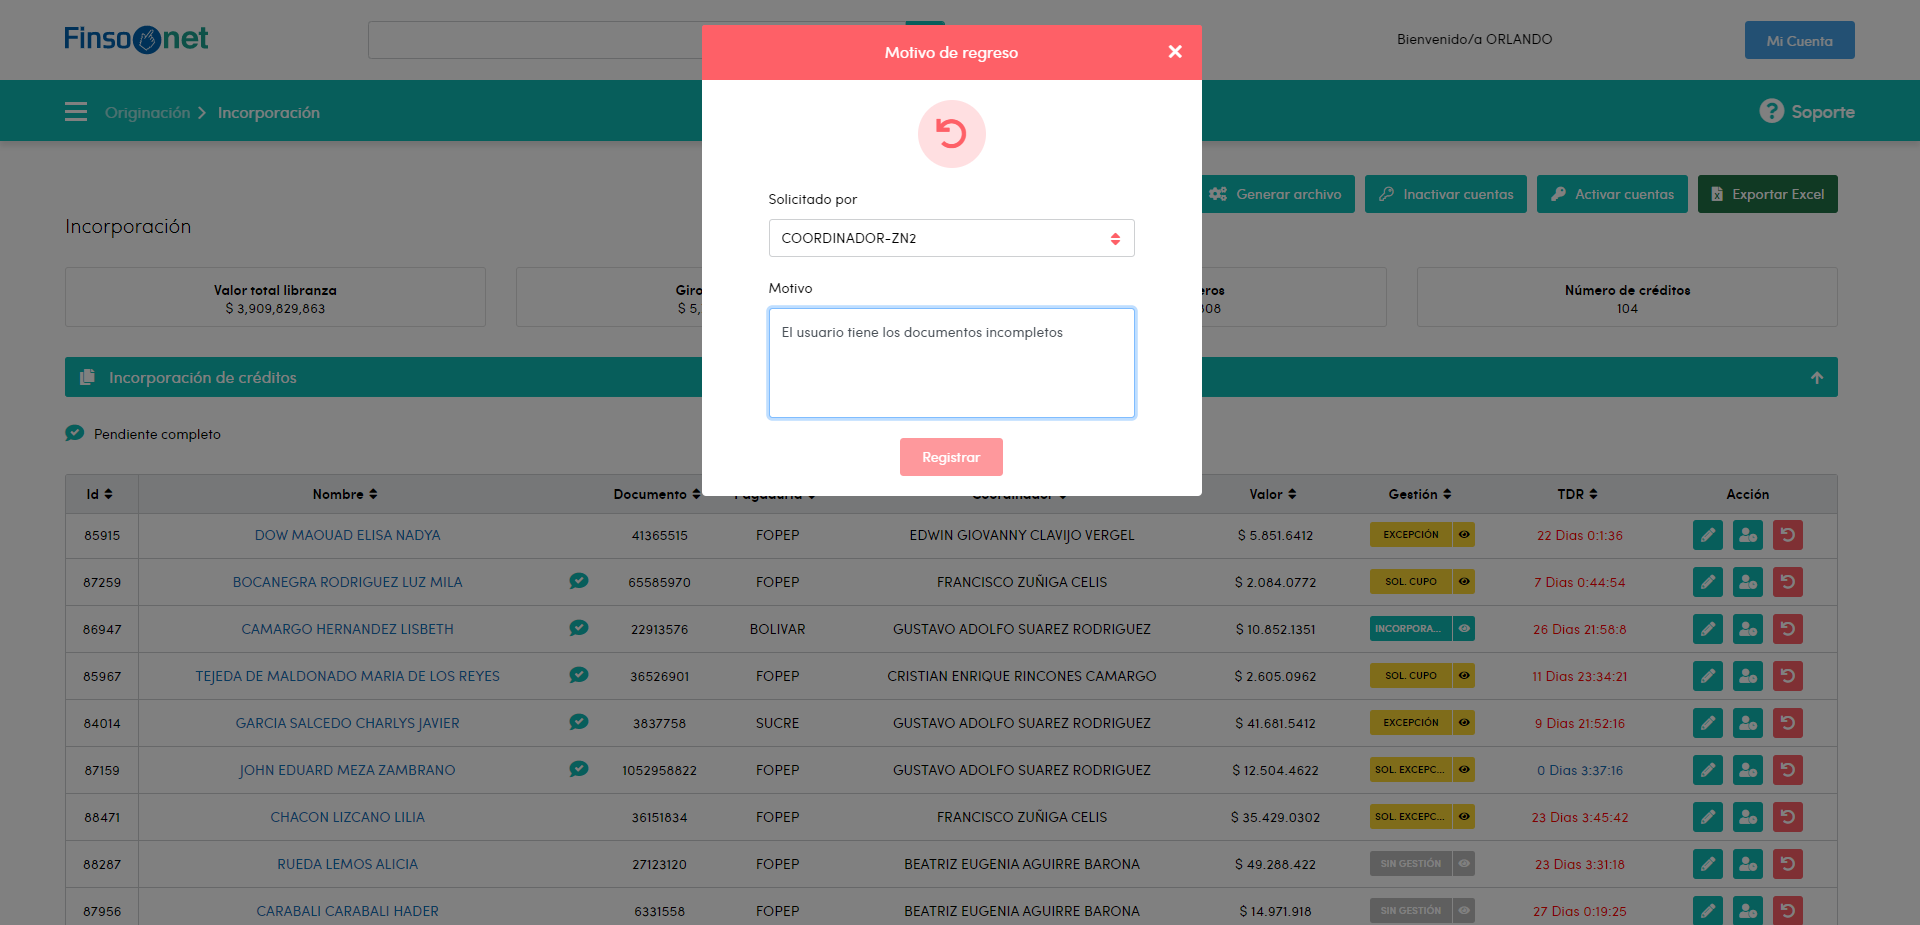 Finsonet
Bienvenido/a ORLANDO
Mi Cuenta
Motivo de regreso
Originación > Incorporación
Soporte
Solicitado por
COORDINADOR-ZN2
Motivo
El usuario tiene los documentos incompletos
Registrar
Generar archivo
Inactivar cuentas
Activar cuentas
Exportar Excel
Incorporación
Valor total libranza
$ 3,909,829,863
Giro
$ 5,
Número de créditos
104
Incorporación de créditos
Pendiente completo
Id Nombre Documento Valor Gestión TDR Acción
85915 DOW MAOUAD ELISA NADYA 41365515 FOPEP EDWIN GIOVANNY CLAVIJO VERGEL $ 5.851.6412 EXCEPCIÓN 22 Dias 0:1:36
87259 BOCANEGRA RODRIGUEZ LUZ MILA 65585970 FOPEP FRANCISCO ZUÑIGA CELIS $ 2.084.0772 SOL. CUPO 7 Dias 0:44:54
86947 CAMARGO HERNANDEZ LISBETH 22913576 BOLIVAR GUSTAVO ADOLFO SUAREZ RODRIGUEZ $ 10.852.1351 INCORPORA... 26 Dias 21:58:8
85967 TEJEDA DE MALDONADO MARIA DE LOS REYES 36526901 FOPEP CRISTIAN ENRIQUE RINCONES CAMARGO $ 2.605.0962 SOL. CUPO 11 Dias 23:34:21
84014 GARCIA SALCEDO CHARLYS JAVIER 3837758 SUCRE GUSTAVO ADOLFO SUAREZ RODRIGUEZ $ 41.681.5412 EXCEPCIÓN 9 Dias 21:52:16
87159 JOHN EDUARD MEZA ZAMBRANO 1052958822 FOPEP GUSTAVO ADOLFO SUAREZ RODRIGUEZ $ 12.504.4622 SOL. EXCEPC... 0 Dias 3:37:16
88471 CHACON LIZCANO LILIA 36151834 FOPEP FRANCISCO ZUÑIGA CELIS $ 35.429.0302 SOL. EXCEPC... 23 Dias 3:45:42
88287 RUEDA LEMOS ALICIA 27123120 FOPEP BEATRIZ EUGENIA AGUIRRE BARONA $ 49.288.422 SIN GESTIÓN 23 Dias 3:31:18
87956 CARABALI CARABALI HADER 6331558 FOPEP BEATRIZ EUGENIA AGUIRRE BARONA $ 14.971.918 SIN GESTIÓN 27 Dias 0:19:25